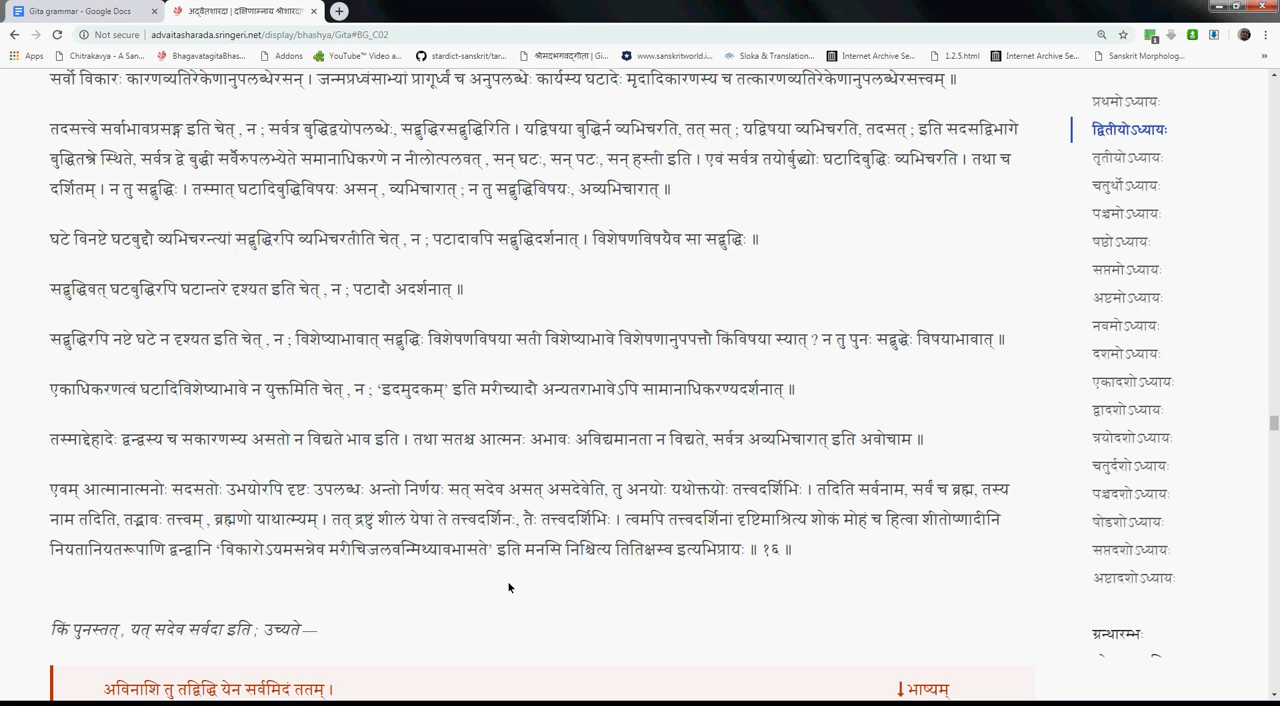 Gita grammar - Google Docs
अद्वैतशारदा | दक्षिणाम्नाय श्रीशारदा
Not secure | advaitasharada.sringeri.net/display/bhashya/Gita#BG_C02
Apps Chitrakavya - A San... BhagavatagitaBhash... Addons YouTube™ Video a... stardict-sanskrit/tar... श्रीमद्भगवद्गीता | Gi... www.sanskritworld.i... Sloka & Translation... Internet Archive Se... 1.2.5.html Internet Archive Se... Sanskrit Morpholog...
सर्वो विकारः कारणव्यतिरेकेणानुपलब्धेरसन् । जन्मप्रध्वंसाभ्यां प्रागूर्ध्वं च अनुपलब्धेः कार्यस्य घटादेः मृदादिकारणस्य च तत्कारणव्यतिरेकेणानुपलब्धेरसत्त्वम् ॥
तदसत्त्वे सर्वाभावप्रसङ्ग इति चेत् , न ; सर्वत्र बुद्धिद्वयोपलब्धेः, सद्बुद्धिरसद्बुद्धिरिति । यद्विषया बुद्धिर्न व्यभिचरति, तत् सत् ; यद्विषया व्यभिचरति, तदसत् ; इति सदसद्विभागे
बुद्धितन्त्रे स्थिते, सर्वत्र द्वे बुद्धी सर्वैरुपलभ्येते समानाधिकरणे न नीलोत्पलवत् , सन् घटः, सन् पटः, सन् हस्ती इति । एवं सर्वत्र तयोर्बुद्ध्योः घटादिबुद्धिः व्यभिचरति । तथा च
दर्शितम् । न तु सद्बुद्धिः । तस्मात् घटादिबुद्धिविषयः असन् , व्यभिचारात् ; न तु सद्बुद्धिविषयः, अव्यभिचारात् ॥
घटे विनष्टे घटबुद्दौ व्यभिचरन्त्यां सद्बुद्धिरपि व्यभिचरतीति चेत् , न ; पटादावपि सद्बुद्धिदर्शनात् । विशेषणविषयैव सा सद्बुद्धिः ॥
सद्बुद्धिवत् घटबुद्धिरपि घटान्तरे दृश्यत इति चेत् , न ; पटादौ अदर्शनात् ॥
सद्बुद्धिरपि नष्टे घटे न दृश्यत इति चेत् , न ; विशेष्याभावात् सद्बुद्धिः विशेषणविषया सती विशेष्याभावे विशेषणानुपपत्तौ किंविषया स्यात् ? न तु पुनः सद्बुद्धेः विषयाभावात् ॥
एकाधिकरणत्वं घटादिविशेष्याभावे न युक्तमिति चेत् , न ; ‘इदमुदकम्’ इति मरीच्यादौ अन्यतराभावेऽपि सामानाधिकरण्यदर्शनात् ॥
तस्माद्देहादेः द्वन्द्वस्य च सकारणस्य असतो न विद्यते भाव इति । तथा सतश्च आत्मनः अभावः अविद्यमानता न विद्यते, सर्वत्र अव्यभिचारात् इति अवोचाम ॥
एवम् आत्मानात्मनोः सदसतोः उभयोरपि दृष्टः उपलब्धः अन्तो निर्णयः सत् सदेव असत् असदेवेति, तु अनयोः यथोक्तयोः तत्त्वदर्शिभिः । तदिति सर्वनाम, सर्वं च ब्रह्म, तस्य
नाम तदिति, तद्भावः तत्त्वम् , ब्रह्मणो याथात्म्यम् । तत् द्रष्टुं शीलं येषां ते तत्त्वदर्शिनः, तैः तत्त्वदर्शिभिः । त्वमपि तत्त्वदर्शिनां दृष्टिमाश्रित्य शोकं मोहं च हित्वा शीतोष्णादीनि
नियतानियतरूपाणि द्वन्द्वानि ‘विकारोऽयमसन्नेव मरीचिजलवन्मिथ्यावभासते’ इति मनसि निश्चित्य तितिक्षस्व इत्यभिप्रायः ॥ १६ ॥
किं पुनस्तत् , यत् सदेव सर्वदा इति ; उच्यते —
अविनाशि तु तद्विद्धि येन सर्वमिदं ततम् ।
↓भाष्यम्
प्रथमोऽध्यायः
द्वितीयोऽध्यायः
तृतीयोऽध्यायः
चतुर्थोऽध्यायः
पञ्चमोऽध्यायः
षष्ठोऽध्यायः
सप्तमोऽध्यायः
अष्टमोऽध्यायः
नवमोऽध्यायः
दशमोऽध्यायः
एकादशोऽध्यायः
द्वादशोऽध्यायः
त्रयोदशोऽध्यायः
चतुर्दशोऽध्यायः
पञ्चदशोऽध्यायः
षोडशोऽध्यायः
सप्तदशोऽध्यायः
अष्टादशोऽध्यायः
ग्रन्थारम्भः